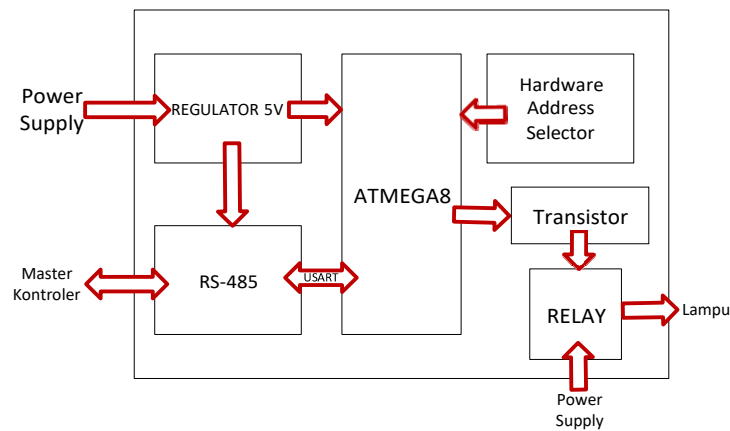 Power
Supply
REGULATOR 5V
Hardware
Address
Selector
ATMEGA8
Transistor
Master
Kontroler
RS-485
USART
RELAY
Lampu
Power
Supply